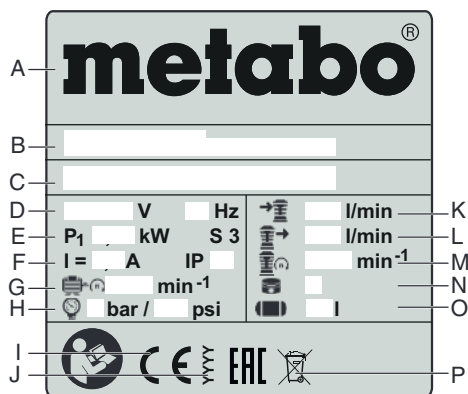 metabo®
A
B
C
D V Hz l/min K
E P1 , kW S 3 l/min L
F I = , A IP min-1 M
G min-1 N
H bar / psi l O
I CE EAC
J YYYY P